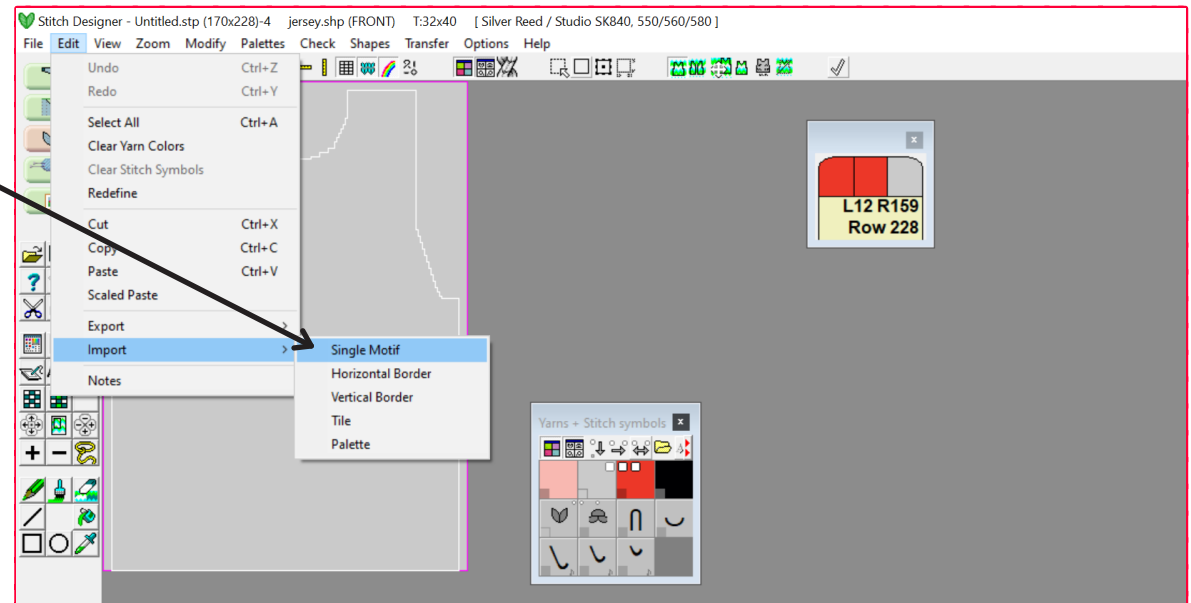 Stitch Designer - Untitled.stp (170x228)-4 jersey.shp (FRONT) T:32x40 [ Silver Reed / Studio SK840, 550/560/580 ]
File Edit View Zoom Modify Palettes Check Shapes Transfer Options Help
Undo Ctrl+Z
Redo Ctrl+Y
Select All Ctrl+A
Clear Yarn Colors
Clear Stitch Symbols
Redefine
Cut Ctrl+X
Copy Ctrl+C
Paste Ctrl+V
Scaled Paste
Export
Import
Notes
Single Motif
Horizontal Border
Vertical Border
Tile
Palette
L12 R159
Row 228
Yarns + Stitch symbols